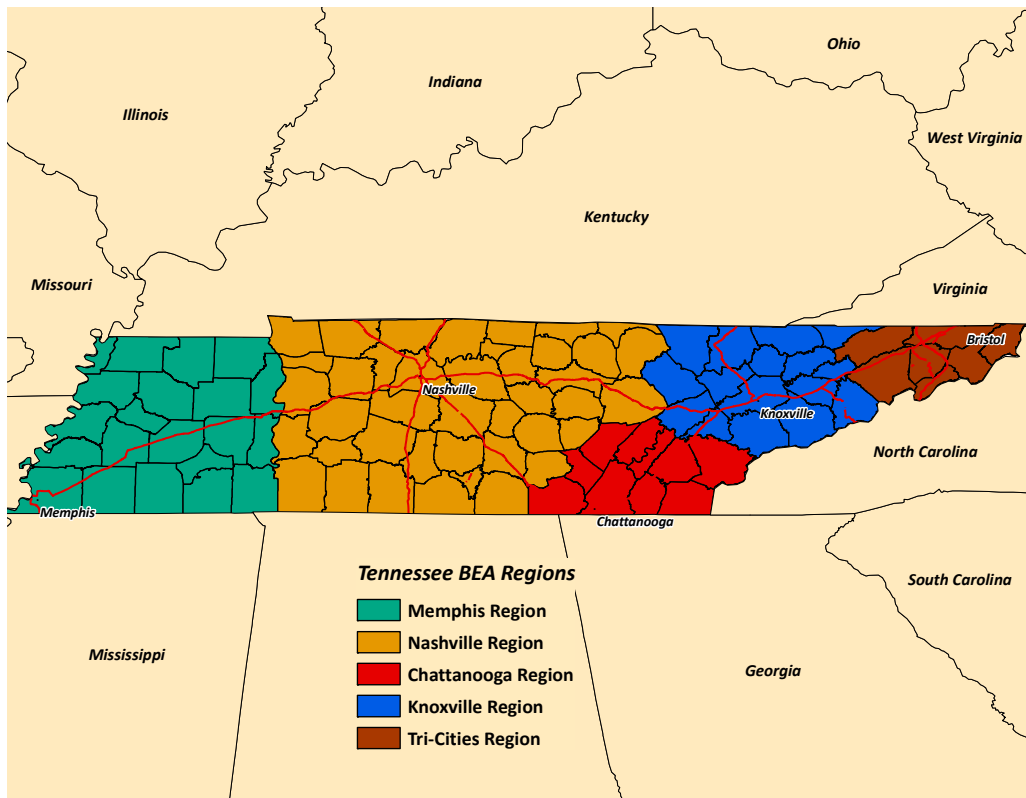 Ohio
Indiana
Illinois
West Virginia
Kentucky
Missouri
Virginia
Bristol
Nashville
Knoxville
North Carolina
Memphis
Chattanooga
Tennessee BEA Regions
Memphis Region
Nashville Region
Chattanooga Region
Knoxville Region
Tri-Cities Region
South Carolina
Mississippi
Georgia